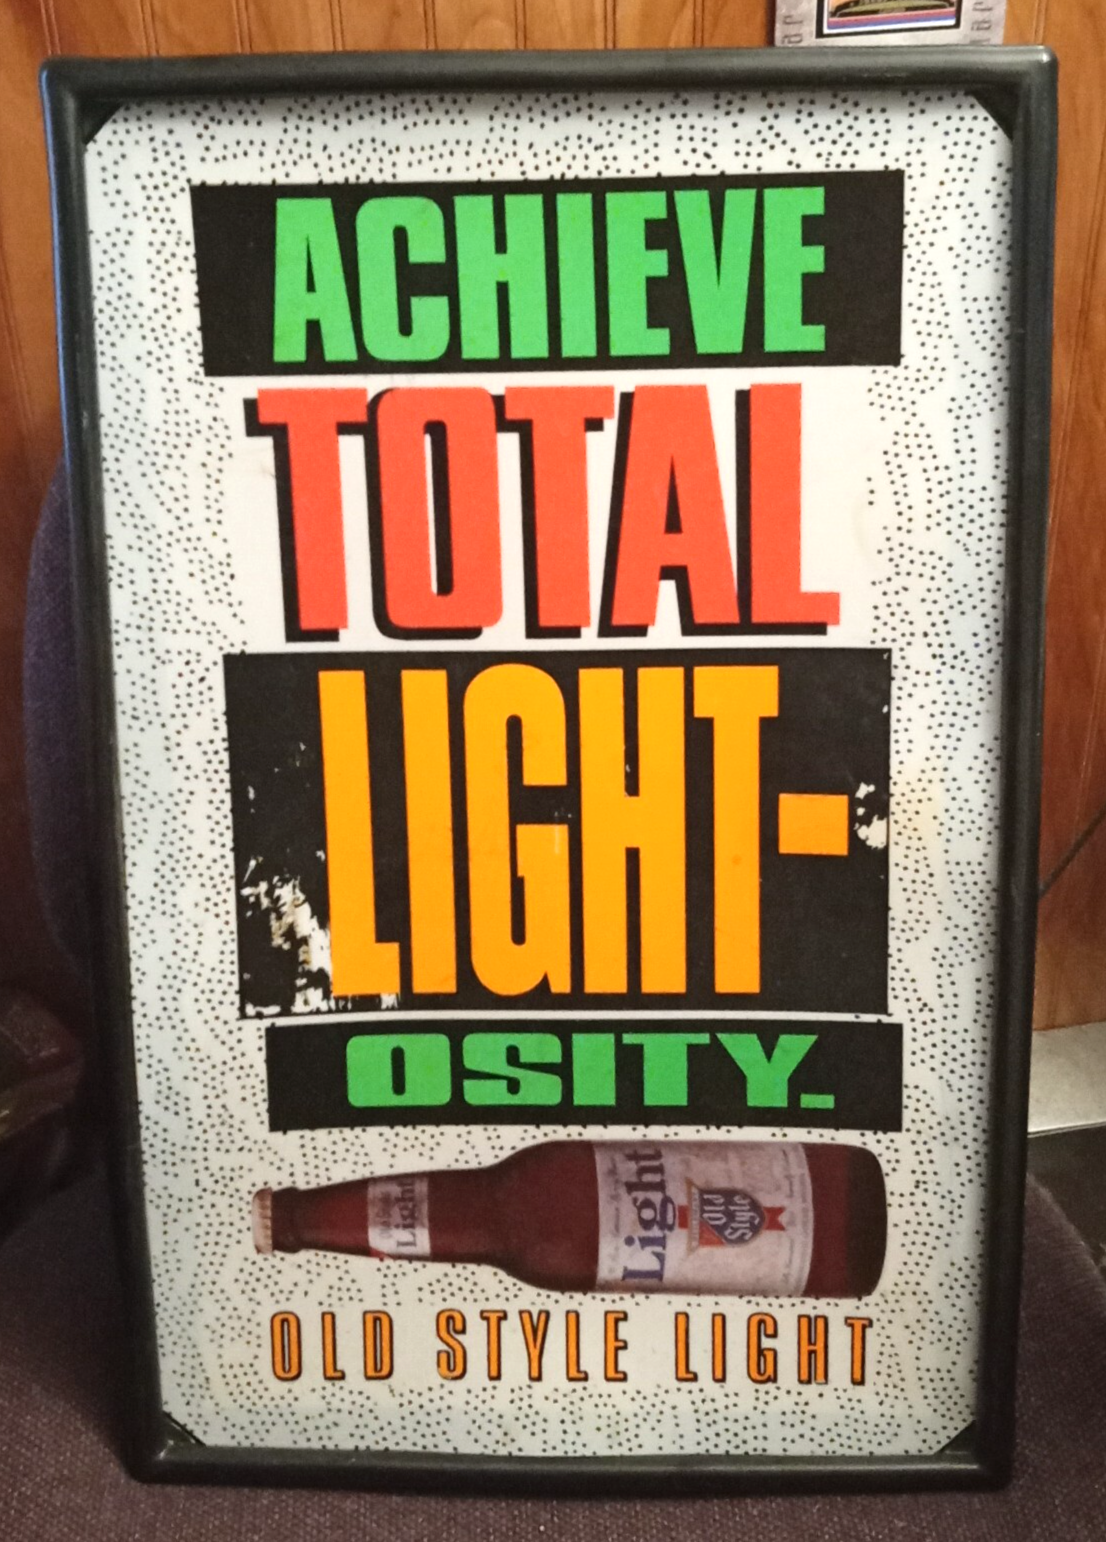 ACHIEVE
TOTAL
LIGHT-
OSITY.
Light
Light
Old
Style
OLD STYLE LIGHT